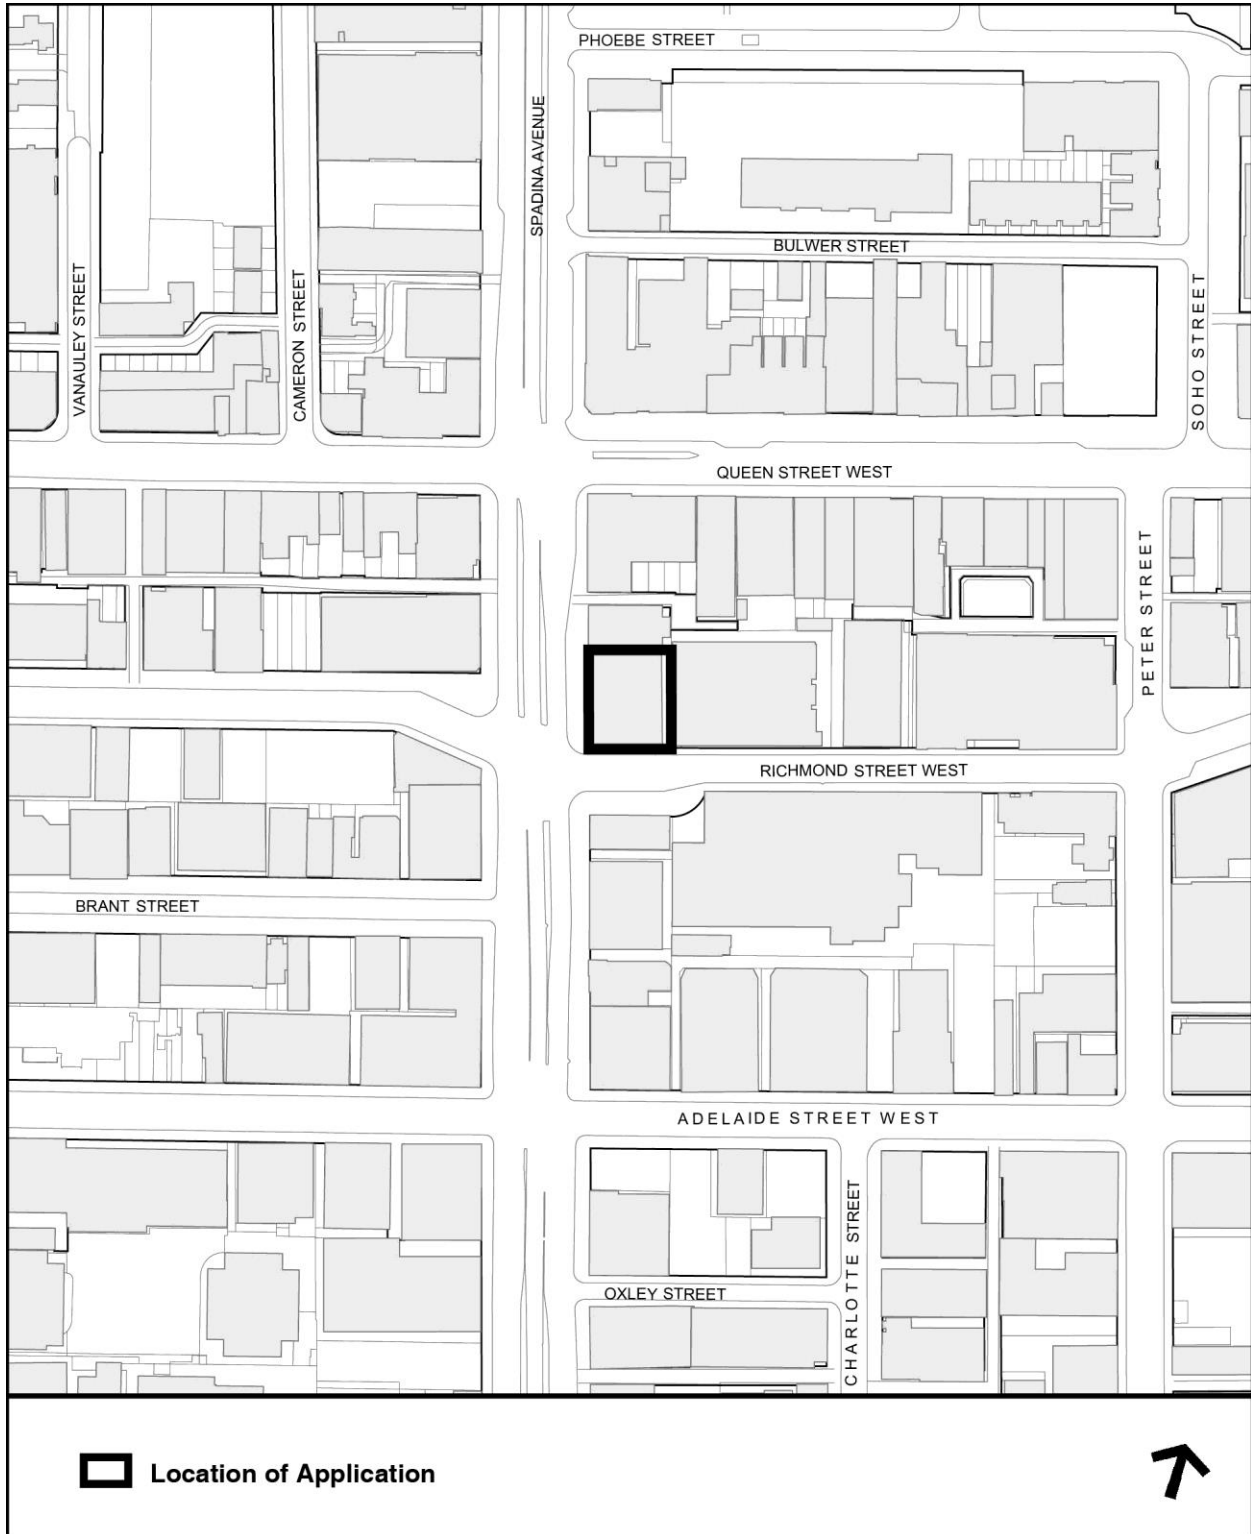 PHOEBE STREET
SPADINA AVENUE
BULWER STREET
VANAULEY STREET
CAMERON STREET
SOHO STREET
QUEEN STREET WEST
PETER STREET
RICHMOND STREET WEST
BRANT STREET
ADELAIDE STREET WEST
CHARLOTTE STREET
OXLEY STREET
Location of Application